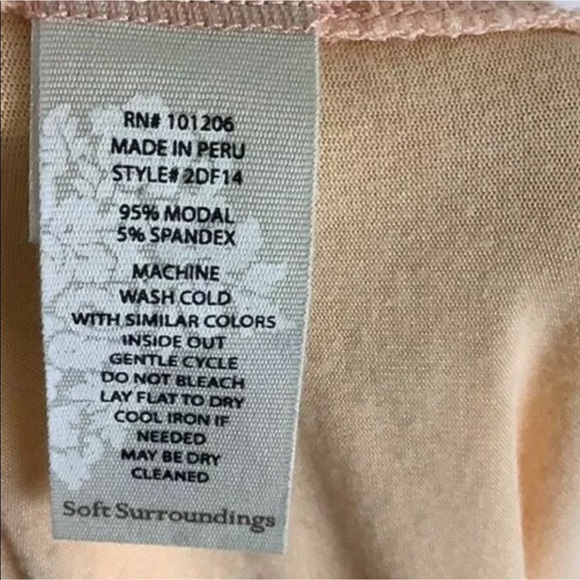 RN# 101206
MADE IN PERU
STYLE# 2DF14
95% MODAL
5% SPANDEX
MACHINE
WASH COLD
WITH SIMILAR COLORS
INSIDE OUT
GENTLE CYCLE
DO NOT BLEACH
LAY FLAT TO DRY
COOL IRON IF
NEEDED
MAY BE DRY
CLEANED
Soft Surroundings